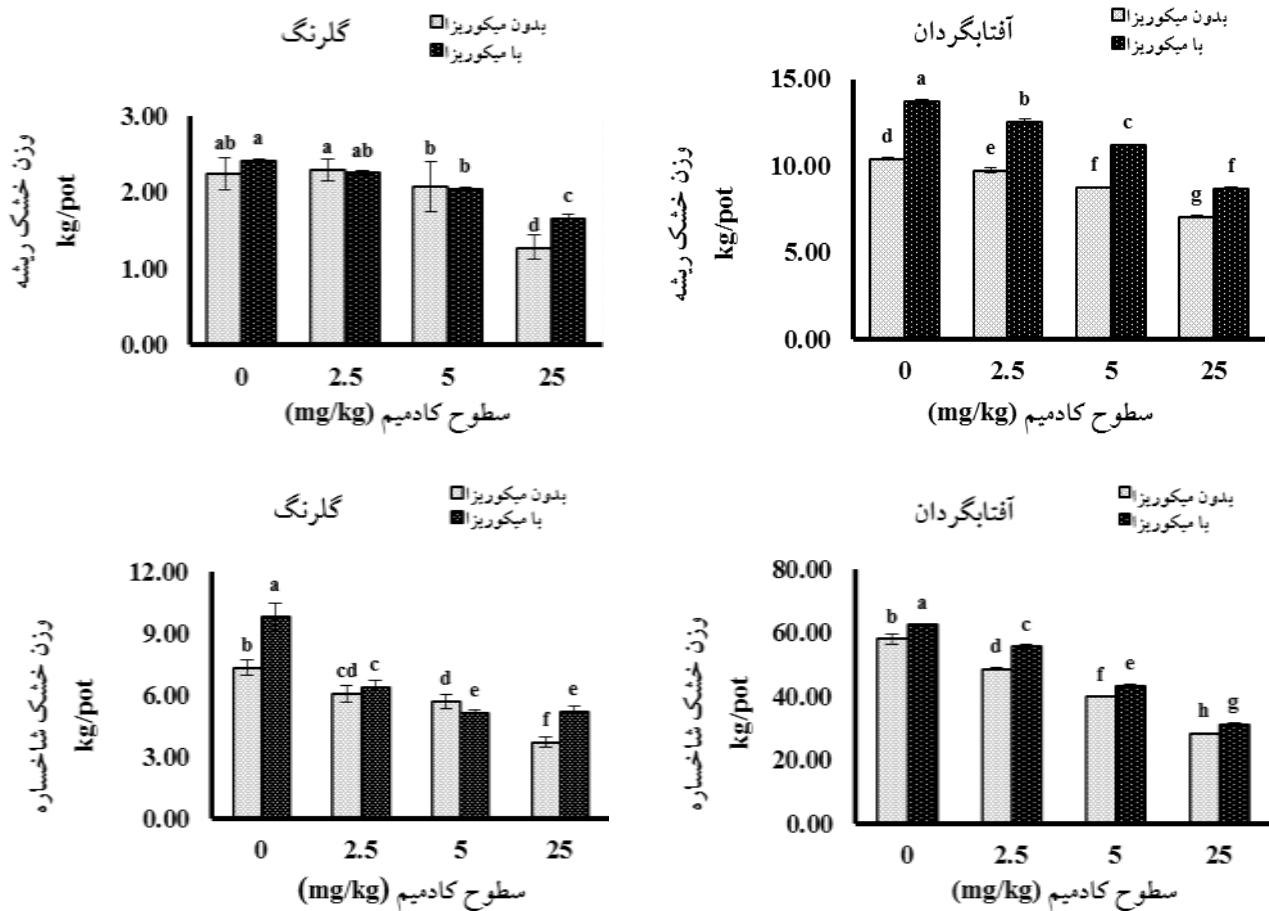 گلرنگ
بدون میکوریزا
با میکوریزا
وزن خشک ریشه
kg/pot
3.00
2.00
1.00
0.00
ab a a ab b b d c
0 2.5 5 25
سطوح کادمیم (mg/kg)
آفتابگردان
بدون میکوریزا
با میکوریزا
وزن خشک ریشه
kg/pot
15.00
10.00
5.00
0.00
d a e b f c g f
0 2.5 5 25
سطوح کادمیم (mg/kg)
گلرنگ
بدون میکوریزا
با میکوریزا
وزن خشک شاخساره
kg/pot
12.00
9.00
6.00
3.00
0.00
b a cd c d e f e
0 2.5 5 25
سطوح کادمیم (mg/kg)
آفتابگردان
بدون میکوریزا
با میکوریزا
وزن خشک شاخساره
kg/pot
80.00
60.00
40.00
20.00
0.00
b a d c f e h g
0 2.5 5 25
سطوح کادمیم (mg/kg)